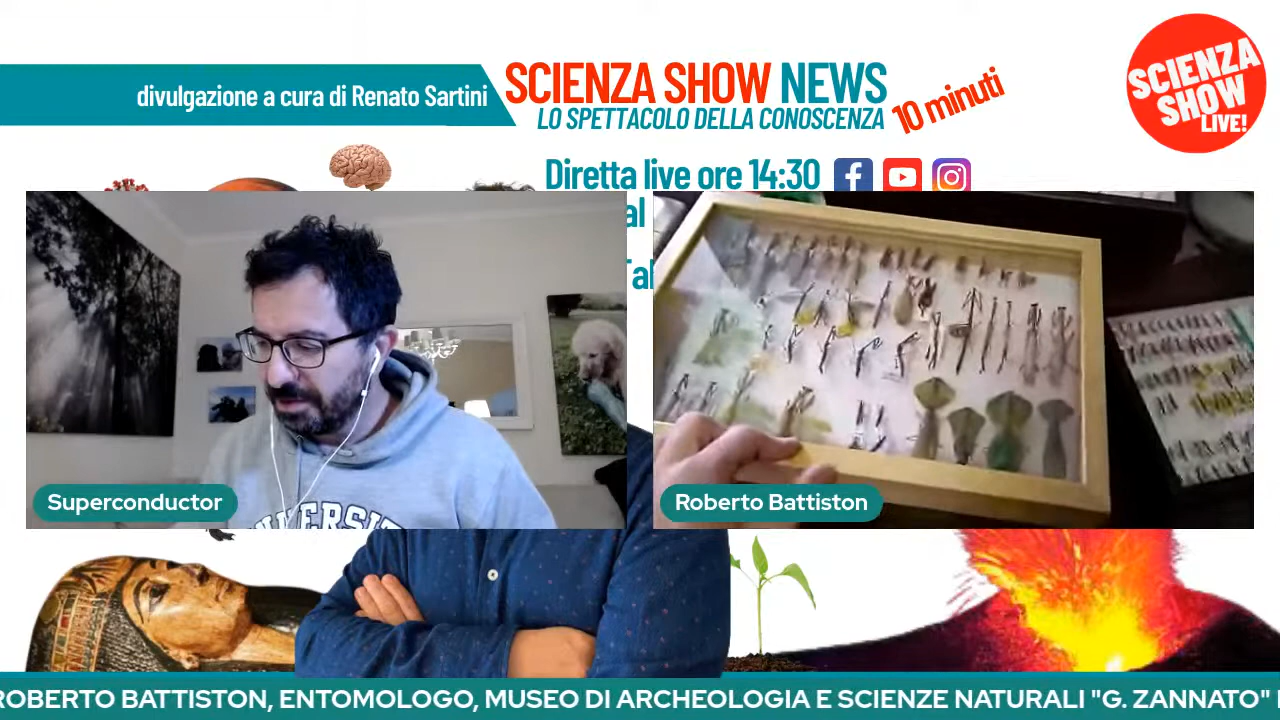 divulgazione a cura di Renato Sartini
SCIENZA SHOW NEWS
LO SPETTACOLO DELLA CONOSCENZA
10 minuti
SCIENZA
SHOW
LIVE!
Diretta live ore 14:30
al
Superconductor
Roberto Battiston
ROBERTO BATTISTON, ENTOMOLOGO, MUSEO DI ARCHEOLOGIA E SCIENZE NATURALI "G. ZANNATO"